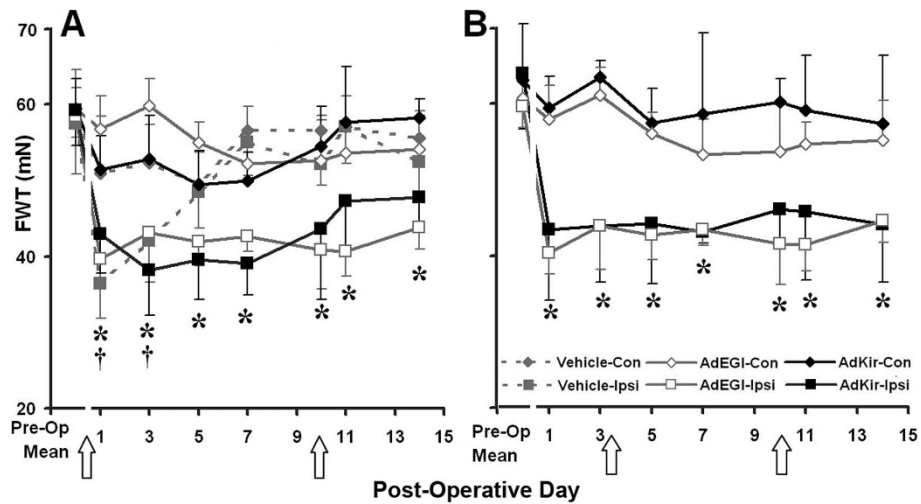 A
B
70
60
FWT (mN)
40
20
* * * * * * *
† †
* * * * * * *
Vehicle-Con AdEGI-Con AdKir-Con
Vehicle-Ipsi AdEGI-Ipsi AdKir-Ipsi
Pre-Op 1 3 5 7 10 11 13 15
Mean
Pre-Op 1 3 5 7 10 11 13 15
Mean
Post-Operative Day